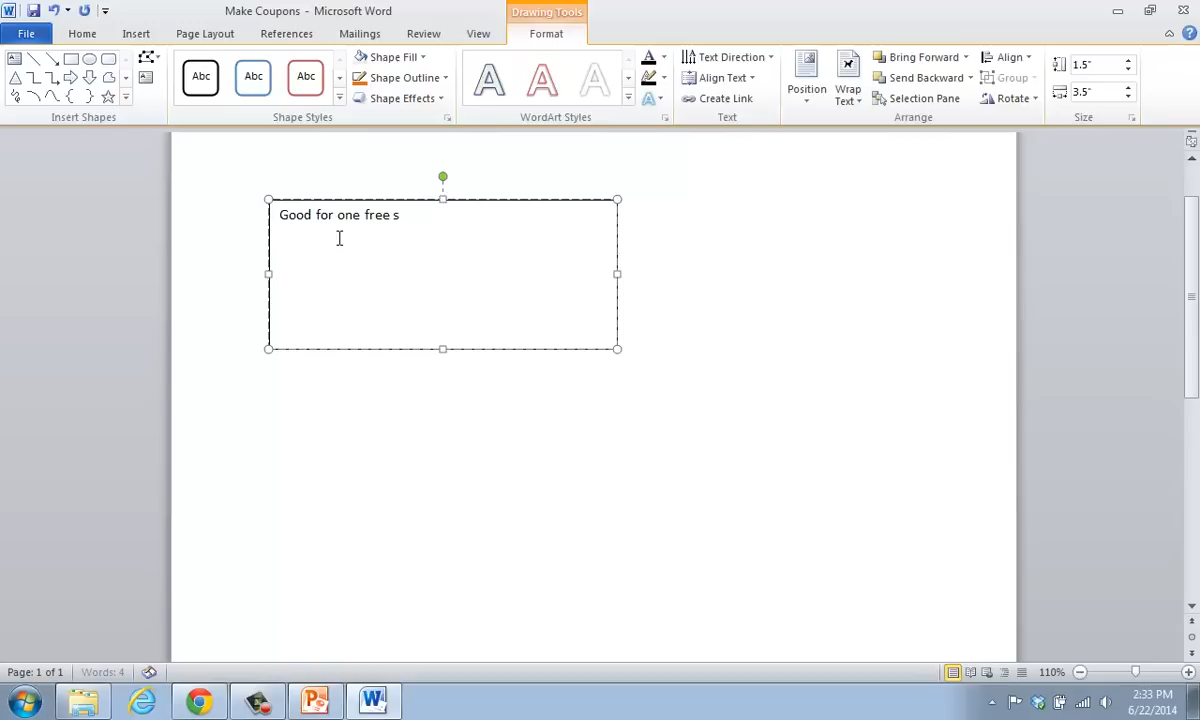 Make Coupons - Microsoft Word
Drawing Tools
File Home Insert Page Layout References Mailings Review View Format
Abc Abc Abc
Shape Fill
Shape Outline
Shape Effects
A A A
Text Direction
Align Text
Create Link
Position
Wrap Text
Bring Forward
Send Backward
Selection Pane
Align
Group
Rotate
1.5"
3.5"
Insert Shapes Shape Styles WordArt Styles Text Arrange Size
Good for one free s
Page: 1 of 1 Words: 4 110%
2:33 PM
6/22/2014